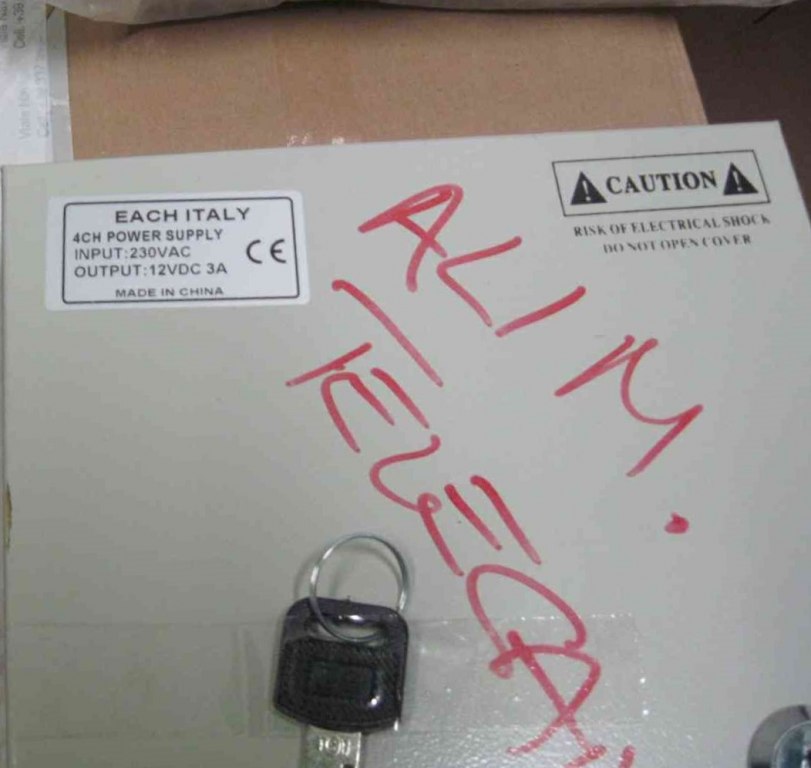 EACH ITALY
4CH POWER SUPPLY
INPUT:230VAC
OUTPUT:12VDC 3A
CE
MADE IN CHINA
CAUTION
RISK OF ELECTRICAL SHOCK
DO NOT OPEN COVER
ALIM.